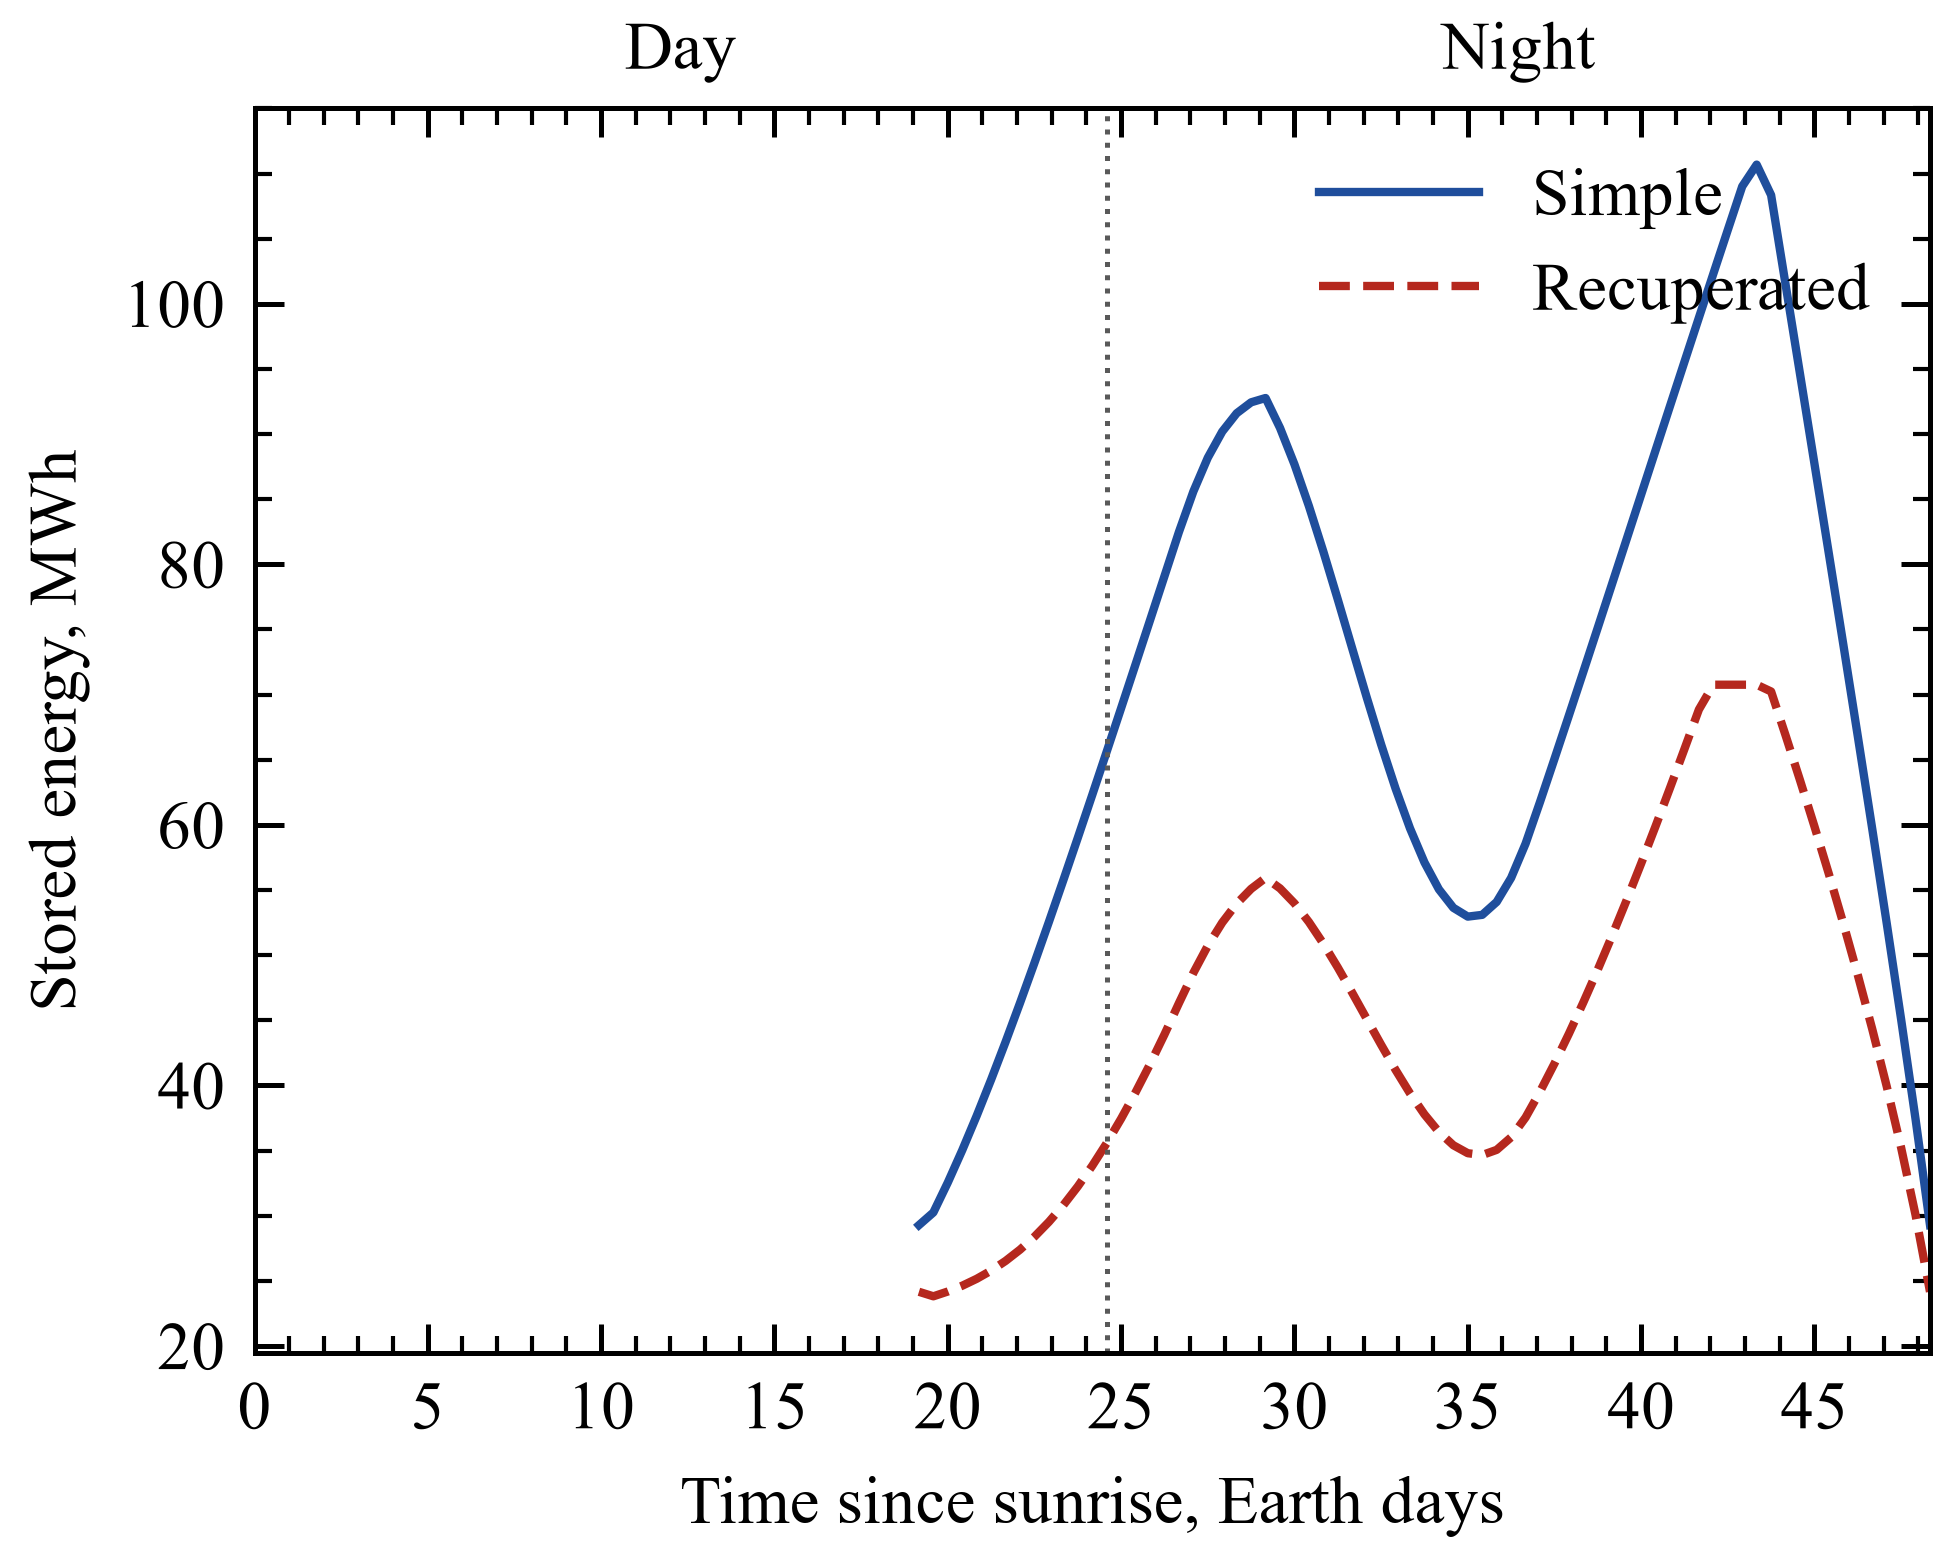 Day Night
Simple
Recuperated
100
80
60
40
20
Stored energy, MWh
0 5 10 15 20 25 30 35 40 45
Time since sunrise, Earth days